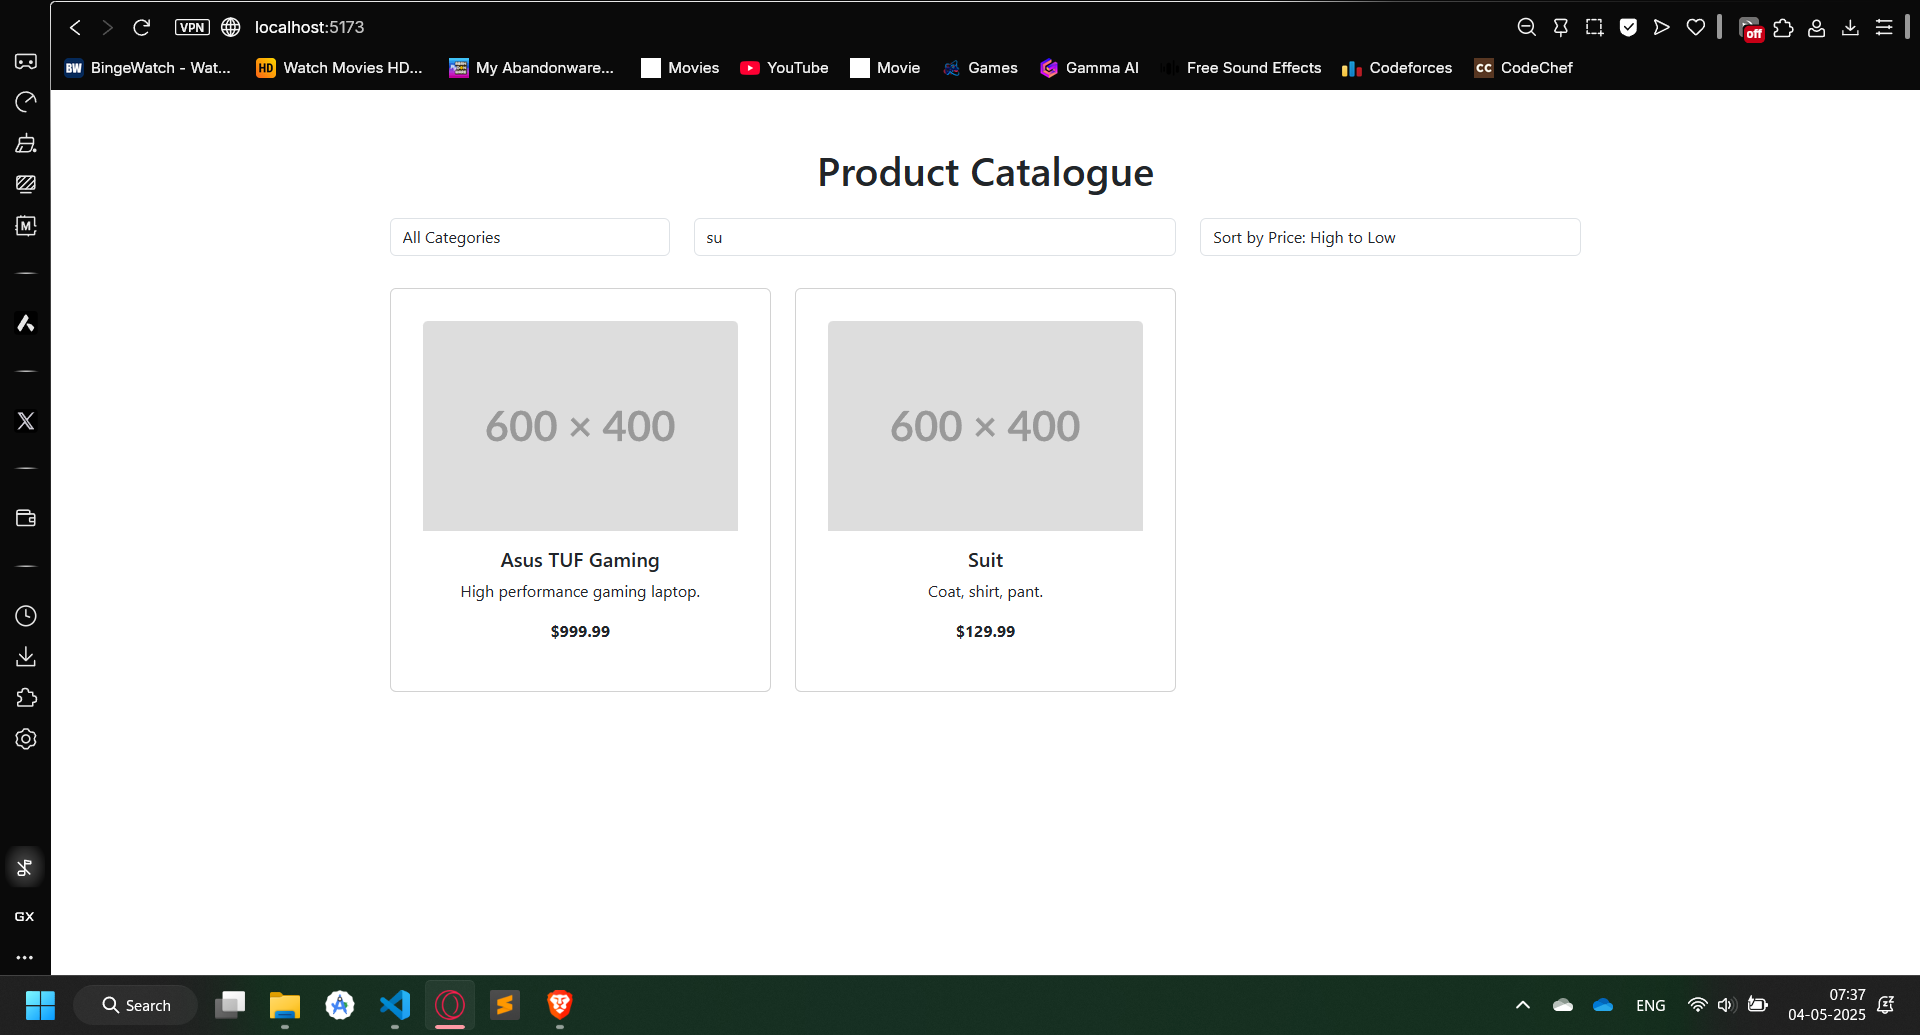 VPN localhost:5173 off
BW BingeWatch - Wat... HD Watch Movies HD... My Abandonware... Movies YouTube Movie Games Gamma AI Free Sound Effects Codeforces CC CodeChef
M
Product Catalogue
All Categories su Sort by Price: High to Low
600 × 400 600 × 400
Asus TUF Gaming Suit
High performance gaming laptop. Coat, shirt, pant.
$999.99 $129.99
GX
Search ENG 07:37
04-05-2025